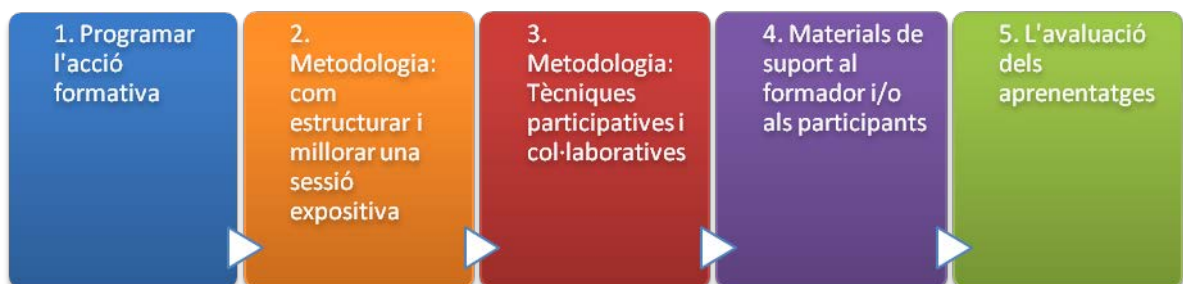 1. Programar
l'acció
formativa
2.
Metodologia:
com
estructurar i
millorar una
sessió
expositiva
3.
Metodologia:
Tècniques
participatives i
col·laboratives
4. Materials de
suport al
formador i/o
als participants
5. L'avaluació
dels
aprenentatges